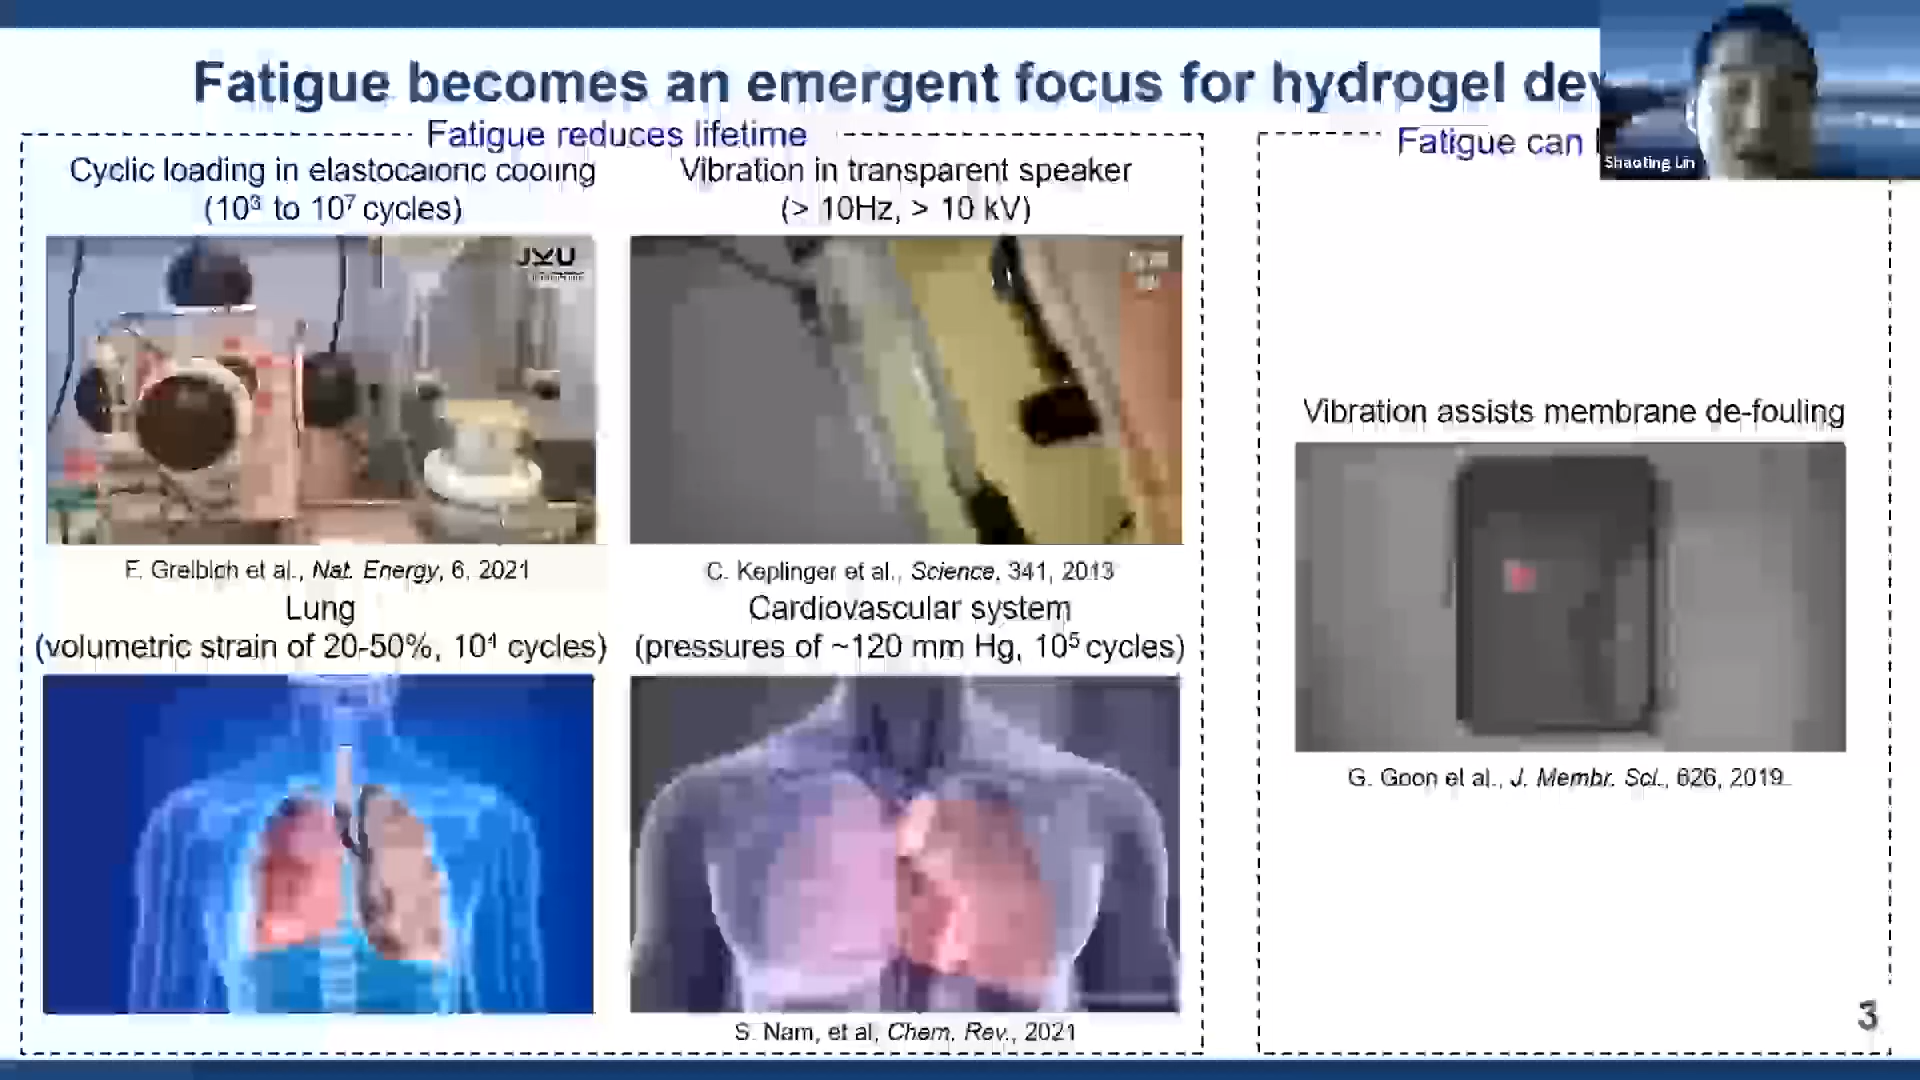 Fatigue becomes an emergent focus for hydrogel dev
Fatigue reduces lifetime
Cyclic loading in elastocaloric cooling
(10³ to 10⁷ cycles)
JKU
F. Greibich et al., Nat. Energy, 6, 2021
Vibration in transparent speaker
(> 10Hz, > 10 kV)
C. Keplinger et al., Science, 341, 2013
Lung
(volumetric strain of 20-50%, 10⁴ cycles)
Cardiovascular system
(pressures of ~120 mm Hg, 10⁵ cycles)
S. Nam, et al, Chem. Rev., 2021
Fatigue can
Shaoting Lin
Vibration assists membrane de-fouling
G. Goon et al., J. Membr. Sci., 626, 2019
3